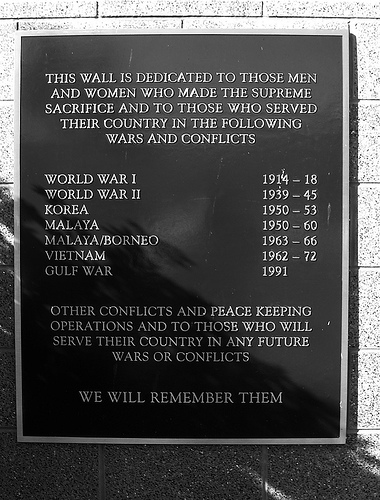 THIS WALL IS DEDICATED TO THOSE MEN
AND WOMEN WHO MADE THE SUPREME
SACRIFICE AND TO THOSE WHO SERVED
THEIR COUNTRY IN THE FOLLOWING
WARS AND CONFLICTS
WORLD WAR I 1914 – 18
WORLD WAR II 1939 – 45
KOREA 1950 – 53
MALAYA 1950 – 60
MALAYA/BORNEO 1963 – 66
VIETNAM 1962 – 72
GULF WAR 1991
OTHER CONFLICTS AND PEACE KEEPING
OPERATIONS AND TO THOSE WHO WILL
SERVE THEIR COUNTRY IN ANY FUTURE
WARS OR CONFLICTS
WE WILL REMEMBER THEM